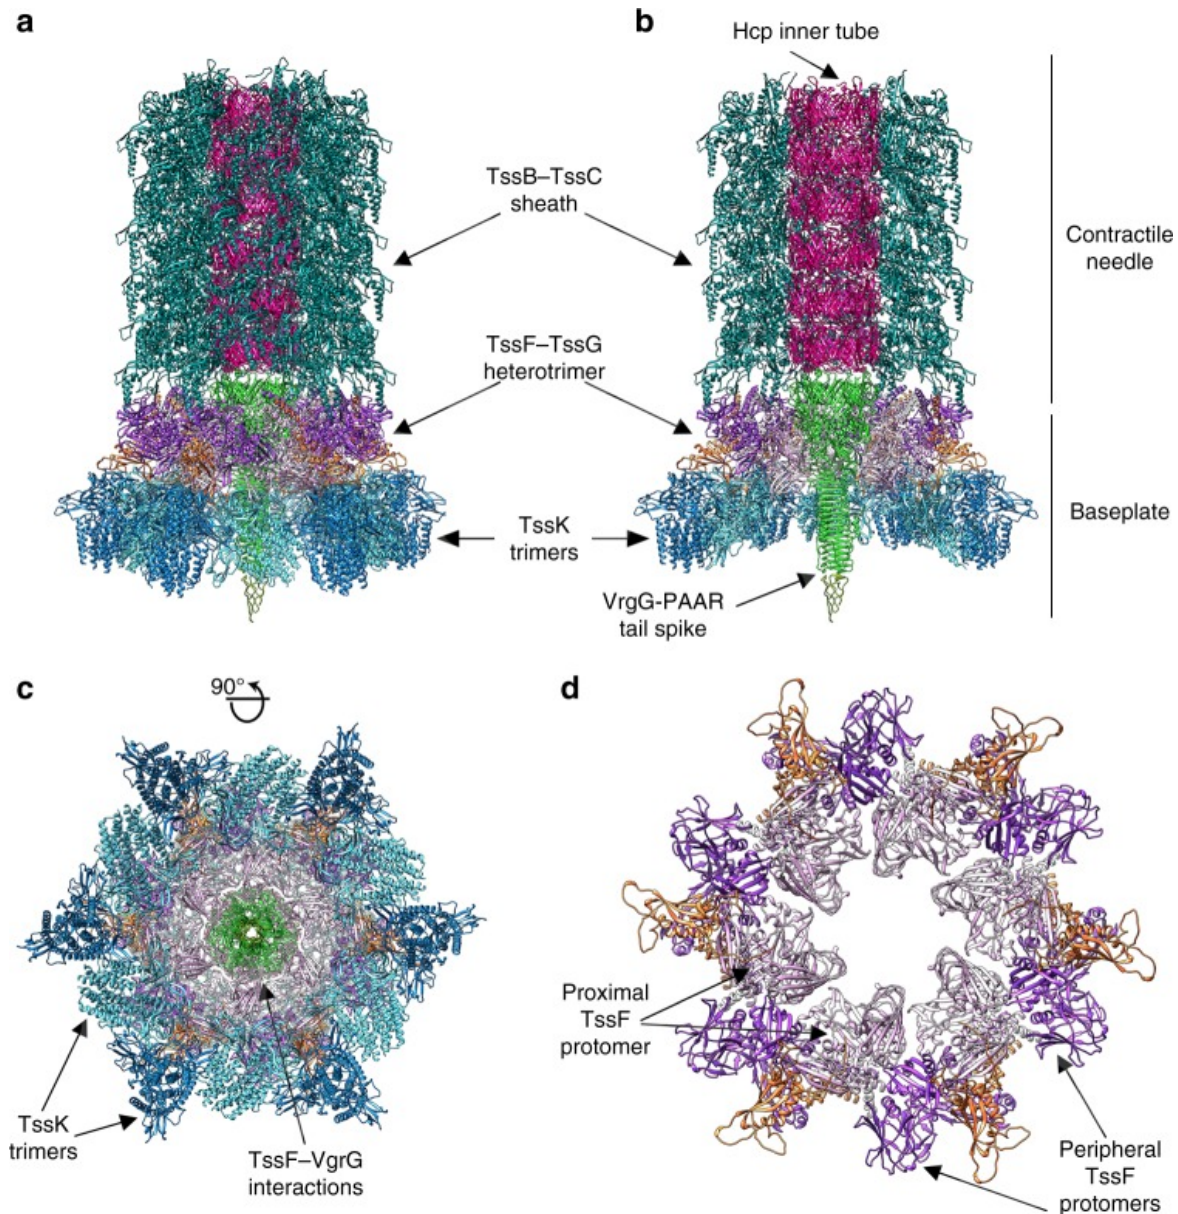 a
b
Hcp inner tube
TssB–TssC
sheath
Contractile
needle
TssF–TssG
heterotrimer
TssK
trimers
Baseplate
VrgG-PAAR
tail spike
c
90°
d
Proximal
TssF
protomer
TssK
trimers
TssF–VgrG
interactions
Peripheral
TssF
protomers